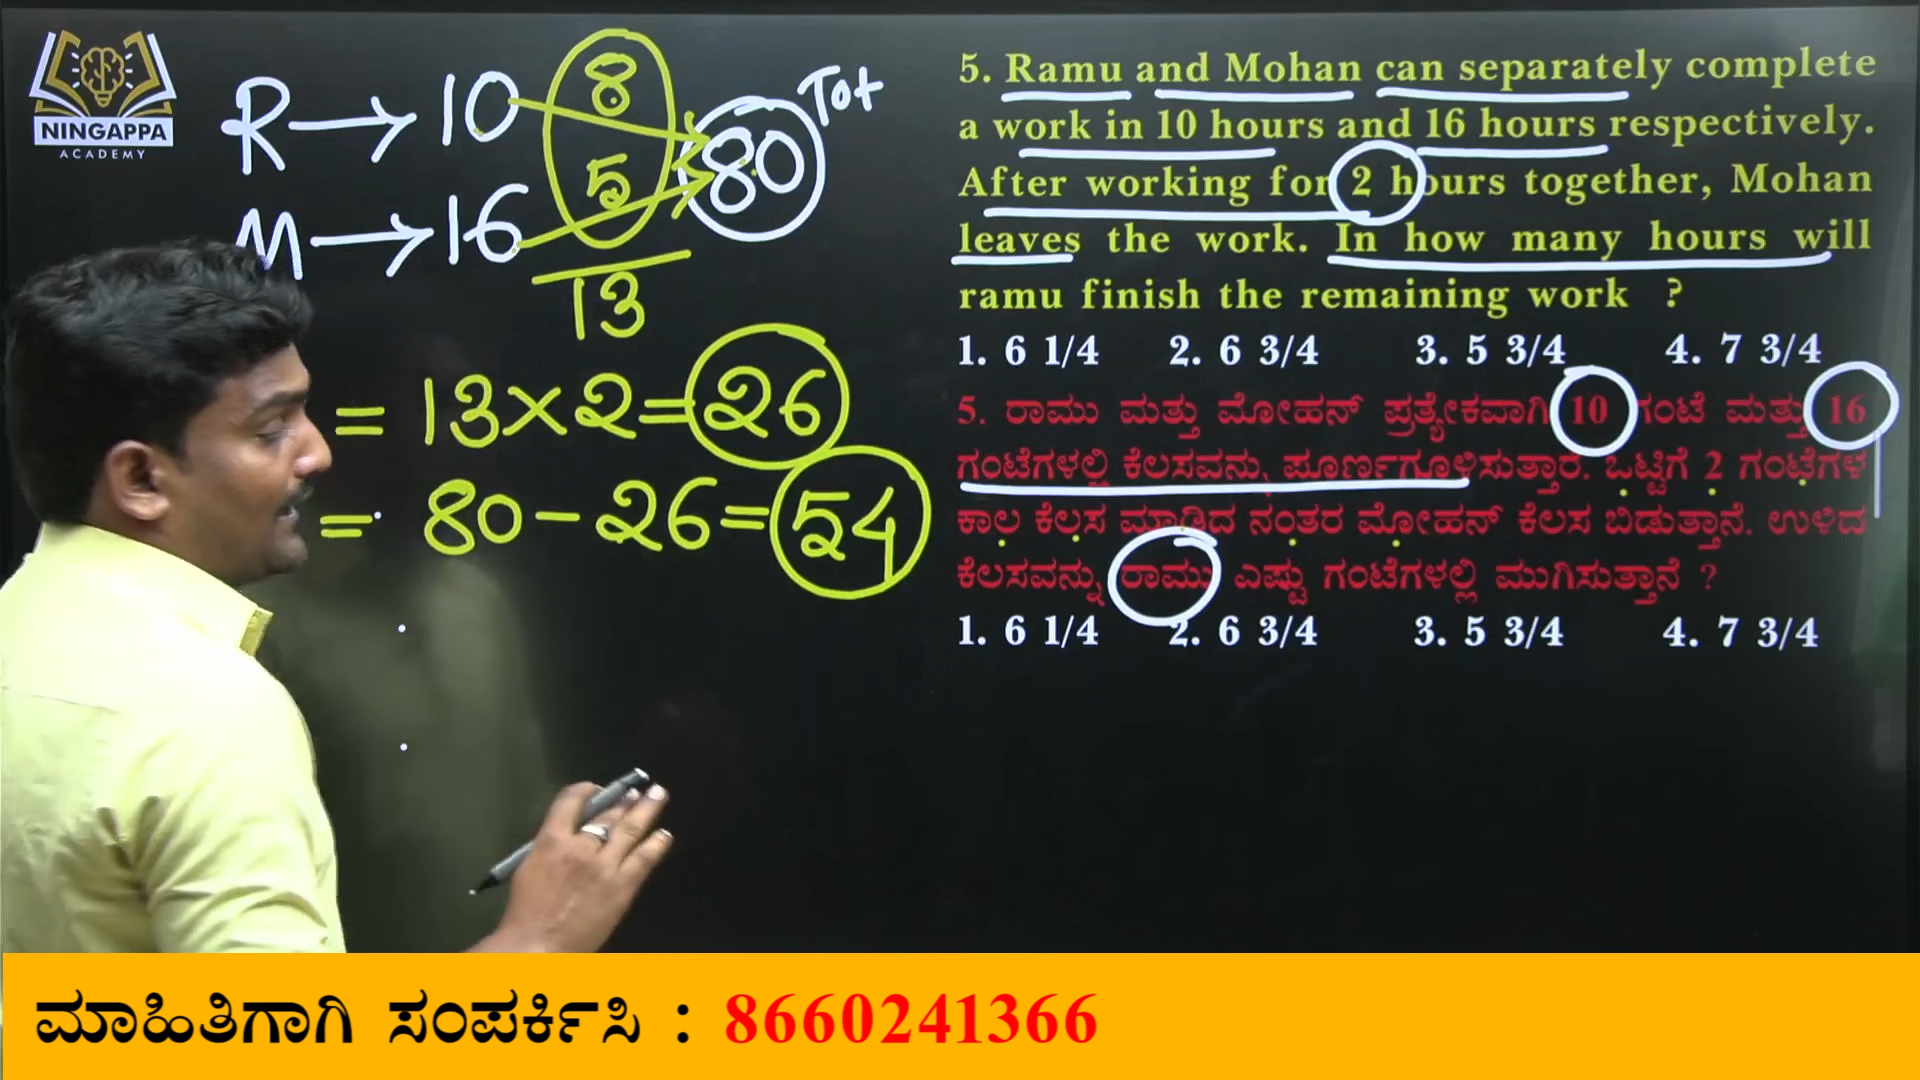 NINGAPPA
ACADEMY
R → 10 8
80 Tot
M → 16 5
13
= 13×2=26
= 80-26=54
5. Ramu and Mohan can separately complete
a work in 10 hours and 16 hours respectively.
After working for 2 hours together, Mohan
leaves the work. In how many hours will
ramu finish the remaining work ?
1. 6 1/4 2. 6 3/4 3. 5 3/4 4. 7 3/4
5. ರಾಮು ಮತ್ತು ಮೋಹನ್ ಪ್ರತ್ಯೇಕವಾಗಿ 10 ಗಂಟೆ ಮತ್ತು 16
ಗಂಟೆಗಳಲ್ಲಿ ಕೆಲಸವನ್ನು ಪೂರ್ಣಗೂಳಿಸುತ್ತಾರೆ. ಒಟ್ಟಿಗೆ 2 ಗಂಟೆಗಳ
ಕಾಲ ಕೆಲಸ ಮಾಡಿದ ನಂತರ ಮೋಹನ್ ಕೆಲಸ ಬಿಡುತ್ತಾನೆ. ಉಳಿದ
ಕೆಲಸವನ್ನು ರಾಮು ಎಷ್ಟು ಗಂಟೆಗಳಲ್ಲಿ ಮುಗಿಸುತ್ತಾನೆ ?
1. 6 1/4 2. 6 3/4 3. 5 3/4 4. 7 3/4
ಮಾಹಿತಿಗಾಗಿ ಸಂಪರ್ಕಿಸಿ : 8660241366